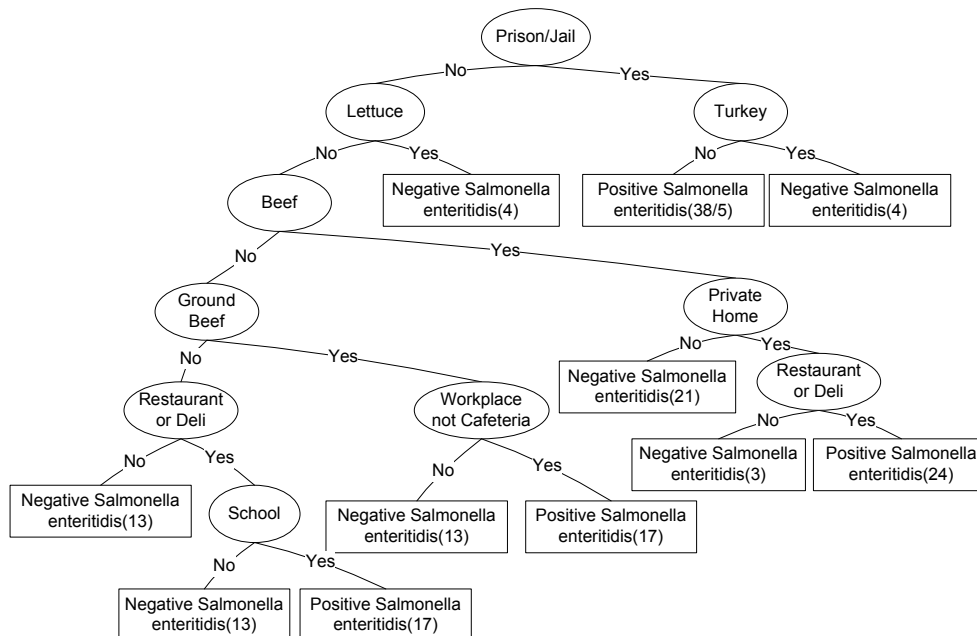 Prison/Jail
No
Yes
Lettuce
Turkey
No
Yes
No
Yes
Beef
Negative Salmonella
enteritidis(4)
Positive Salmonella
enteritidis(38/5)
Negative Salmonella
enteritidis(4)
No
Yes
Ground
Beef
Private
Home
No
Yes
No
Yes
Restaurant
or Deli
Workplace
not Cafeteria
Negative Salmonella
enteritidis(21)
Restaurant
or Deli
No
Yes
No
Yes
No
Yes
Negative Salmonella
enteritidis(3)
Positive Salmonella
enteritidis(24)
Negative Salmonella
enteritidis(13)
School
Negative Salmonella
enteritidis(13)
Positive Salmonella
enteritidis(17)
No
Yes
Negative Salmonella
enteritidis(13)
Positive Salmonella
enteritidis(17)